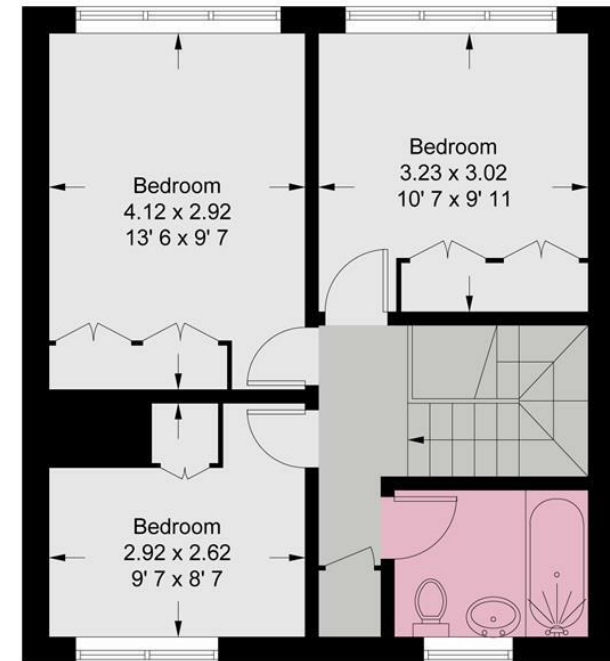 Bedroom
4.12 x 2.92
13' 6 x 9' 7
Bedroom
3.23 x 3.02
10' 7 x 9' 11
Bedroom
2.92 x 2.62
9' 7 x 8' 7